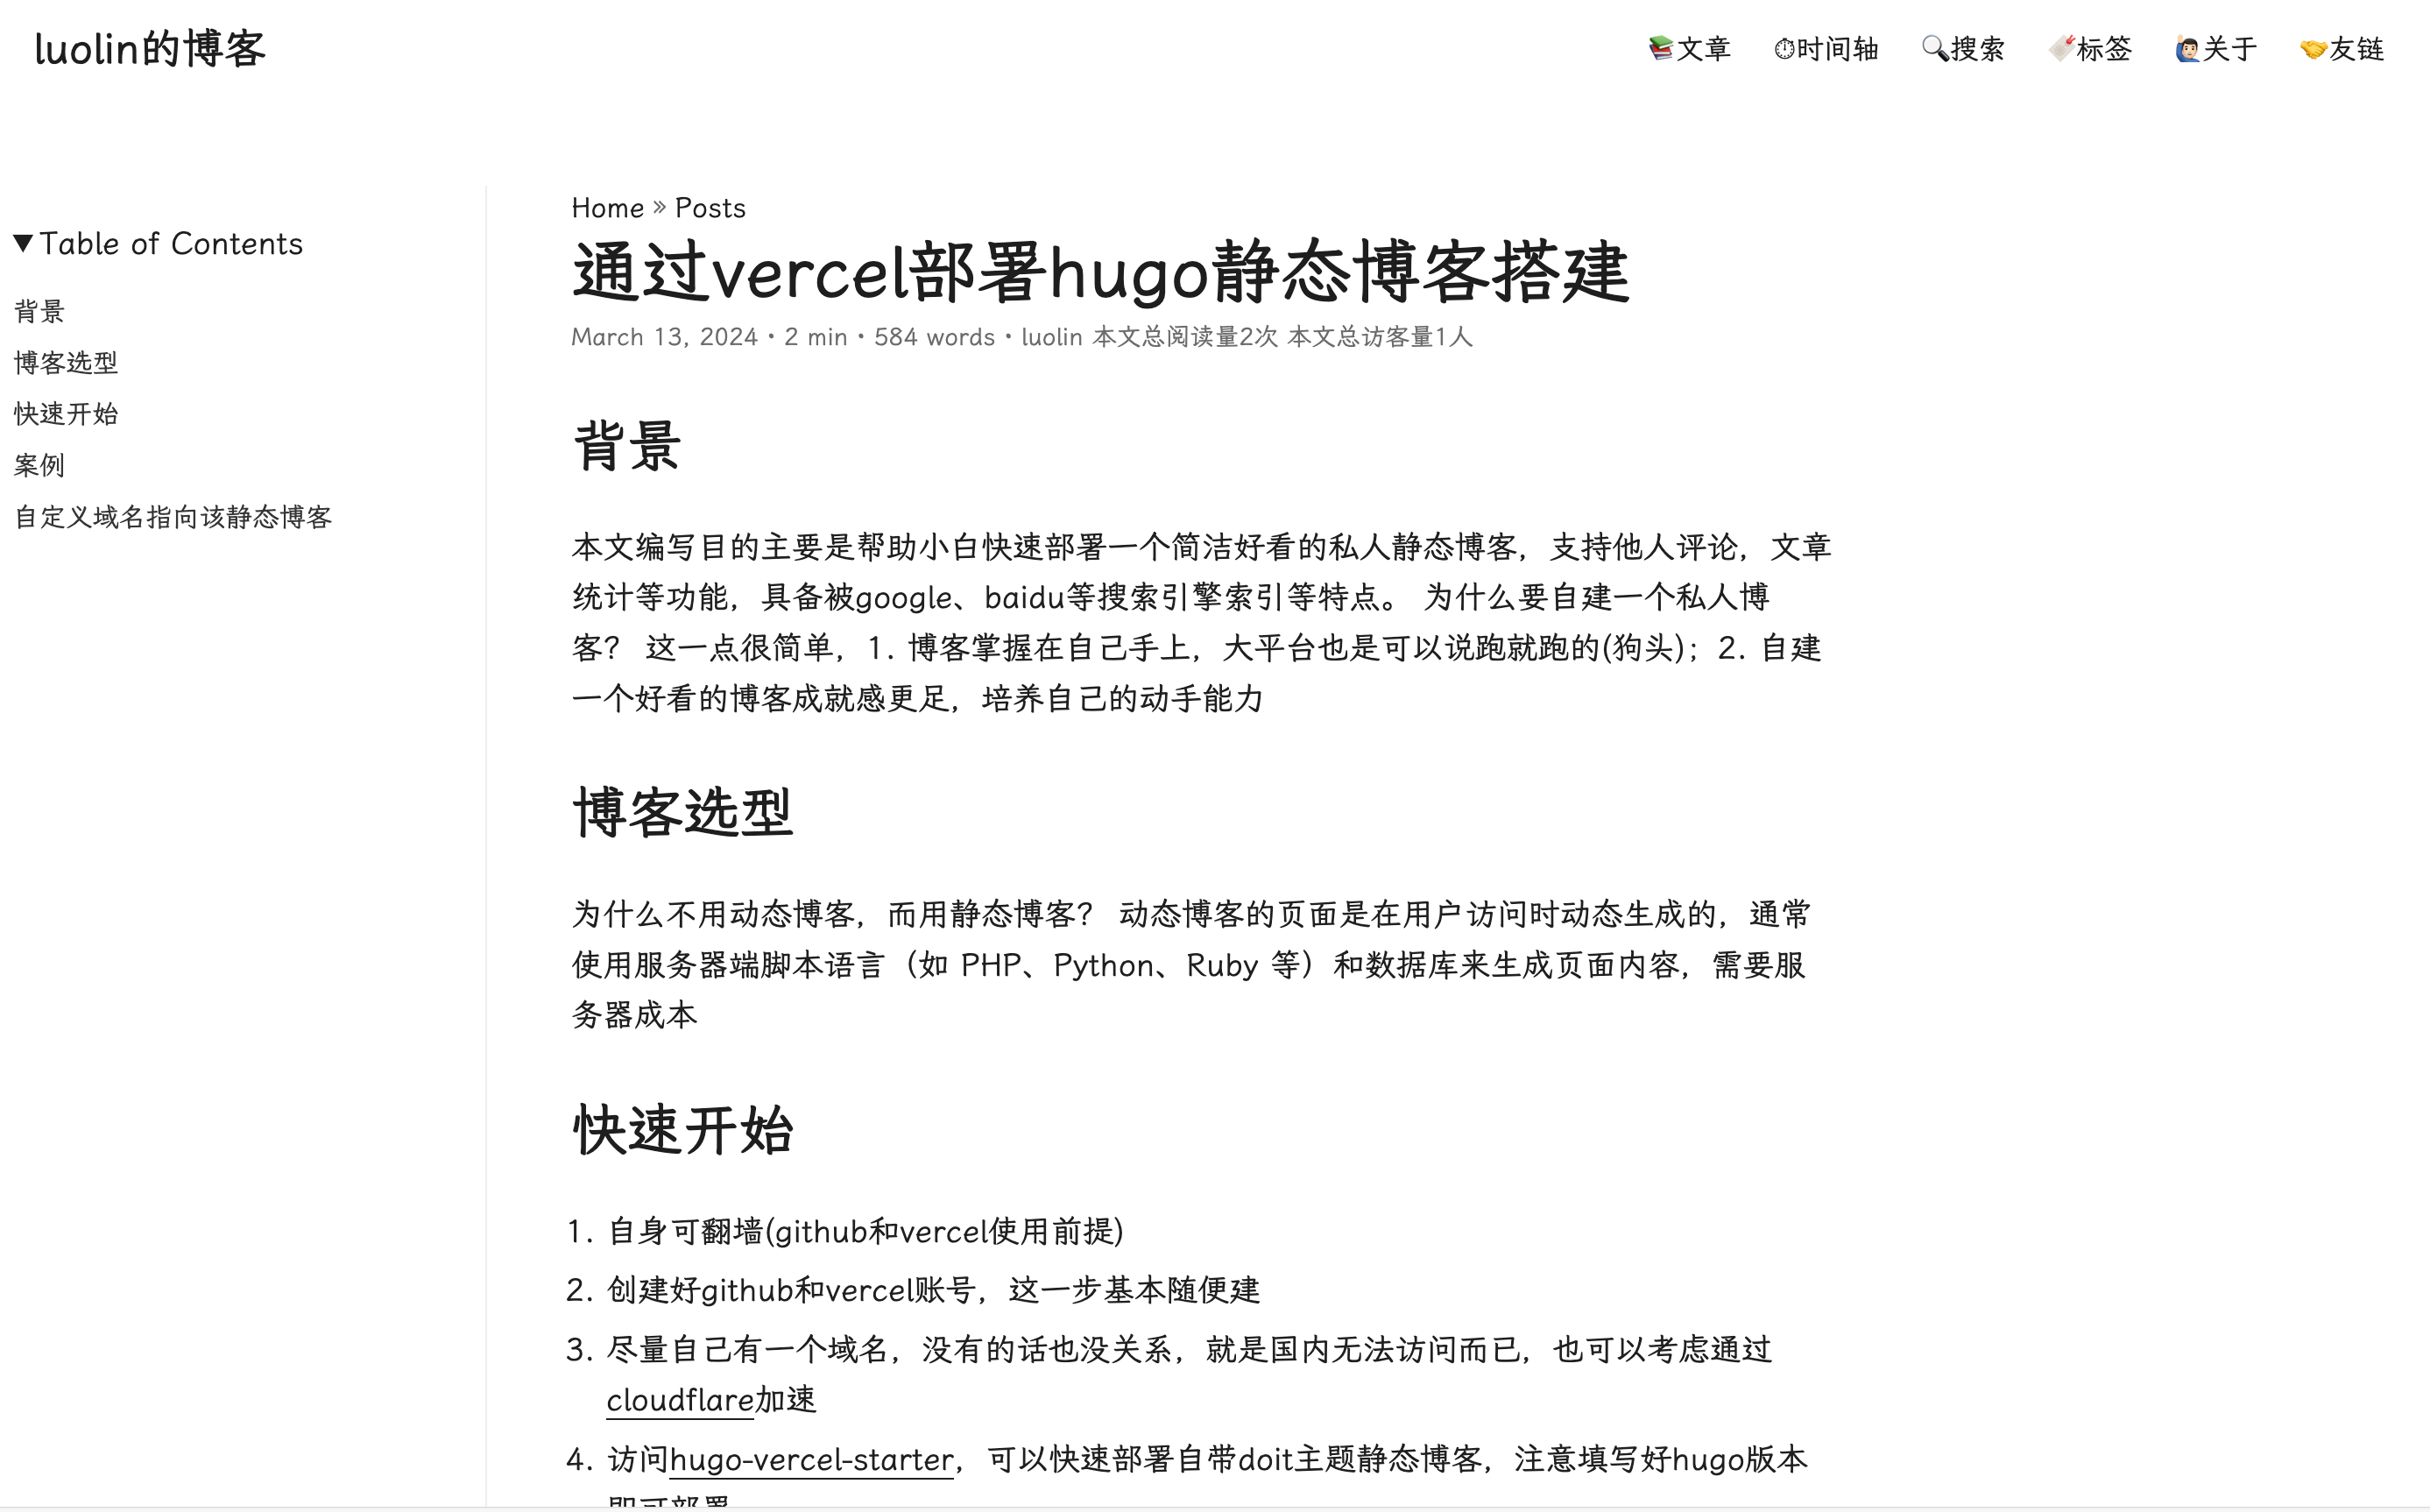 luolin的博客
📚文章 ⏱时间轴 🔍搜索 🏷️标签 🙋🏻‍♂️关于 🤝友链
▼ Table of Contents
背景
博客选型
快速开始
案例
自定义域名指向该静态博客
Home » Posts
通过vercel部署hugo静态博客搭建
March 13, 2024 · 2 min · 584 words · luolin 本文总阅读量2次 本文总访客量1人
背景
本文编写目的主要是帮助小白快速部署一个简洁好看的私人静态博客，支持他人评论，文章
统计等功能，具备被google、baidu等搜索引擎索引等特点。 为什么要自建一个私人博
客？ 这一点很简单，1. 博客掌握在自己手上，大平台也是可以说跑就跑的(狗头)；2. 自建
一个好看的博客成就感更足，培养自己的动手能力
博客选型
为什么不用动态博客，而用静态博客？ 动态博客的页面是在用户访问时动态生成的，通常
使用服务器端脚本语言（如 PHP、Python、Ruby 等）和数据库来生成页面内容，需要服
务器成本
快速开始
1. 自身可翻墙(github和vercel使用前提)
2. 创建好github和vercel账号，这一步基本随便建
3. 尽量自己有一个域名，没有的话也没关系，就是国内无法访问而已，也可以考虑通过
cloudflare加速
4. 访问hugo-vercel-starter，可以快速部署自带doit主题静态博客，注意填写好hugo版本
即可部署